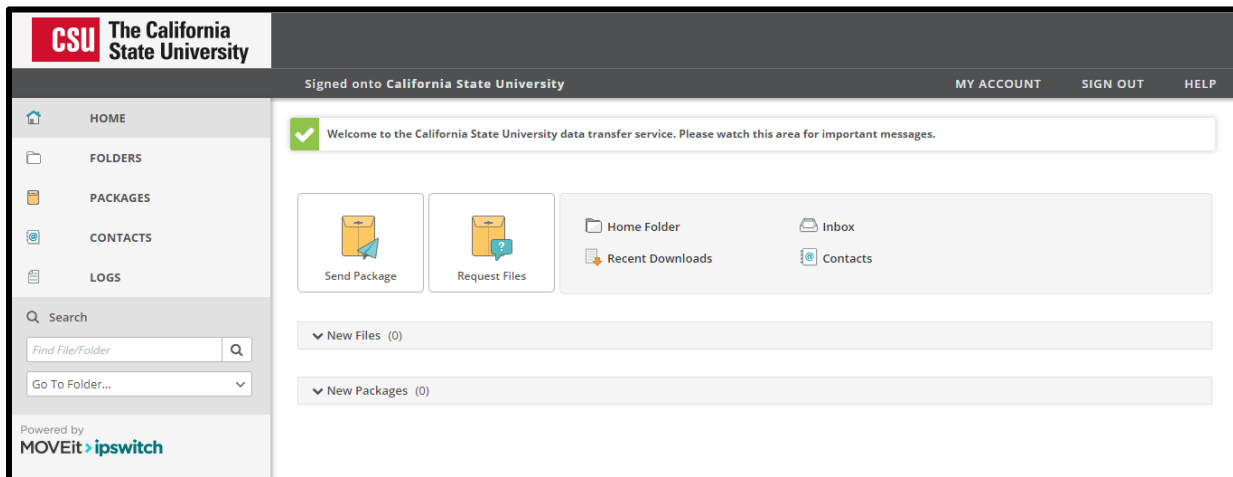 CSU The California
State University
Signed onto California State University
MY ACCOUNT SIGN OUT HELP
HOME
FOLDERS
PACKAGES
CONTACTS
LOGS
Search
Find File/Folder
Go To Folder...
Powered by
MOVEit ipswitch
Welcome to the California State University data transfer service. Please watch this area for important messages.
Send Package
?
Request Files
Home Folder
Inbox
Recent Downloads
@ Contacts
New Files (0)
New Packages (0)